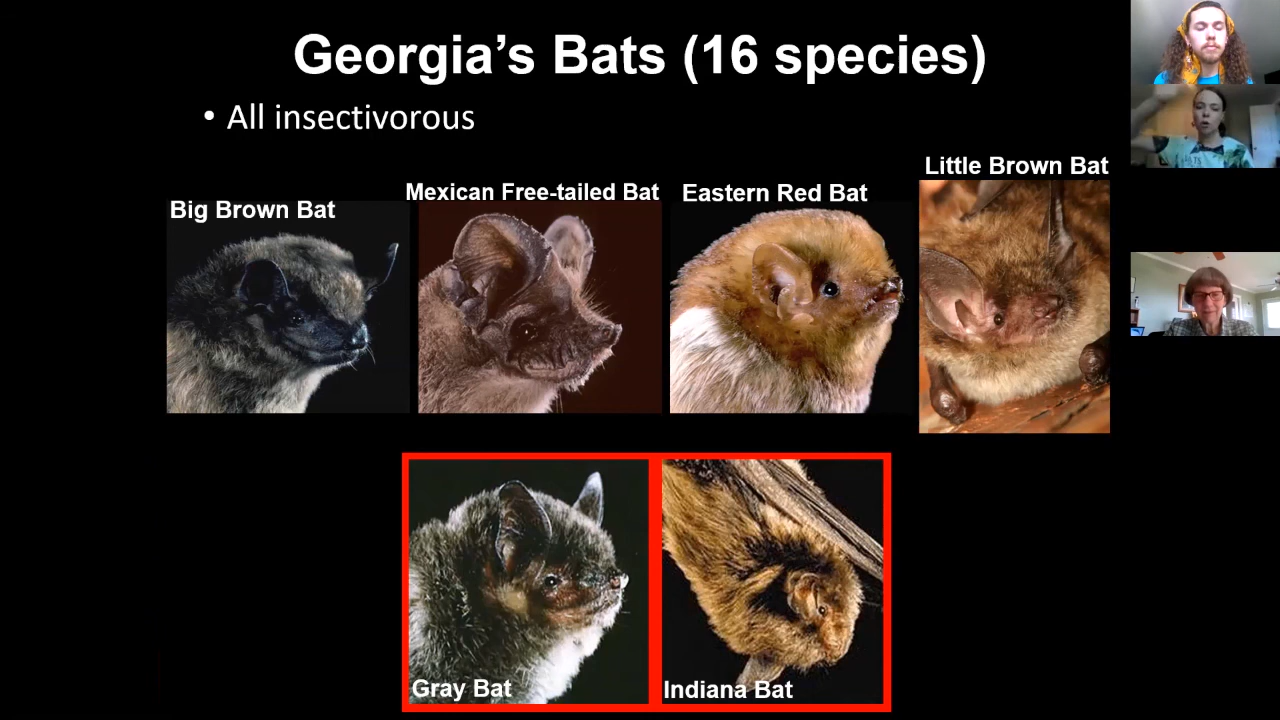 Georgia’s Bats (16 species)
• All insectivorous
Big Brown Bat
Mexican Free-tailed Bat
Eastern Red Bat
Little Brown Bat
Gray Bat
Indiana Bat